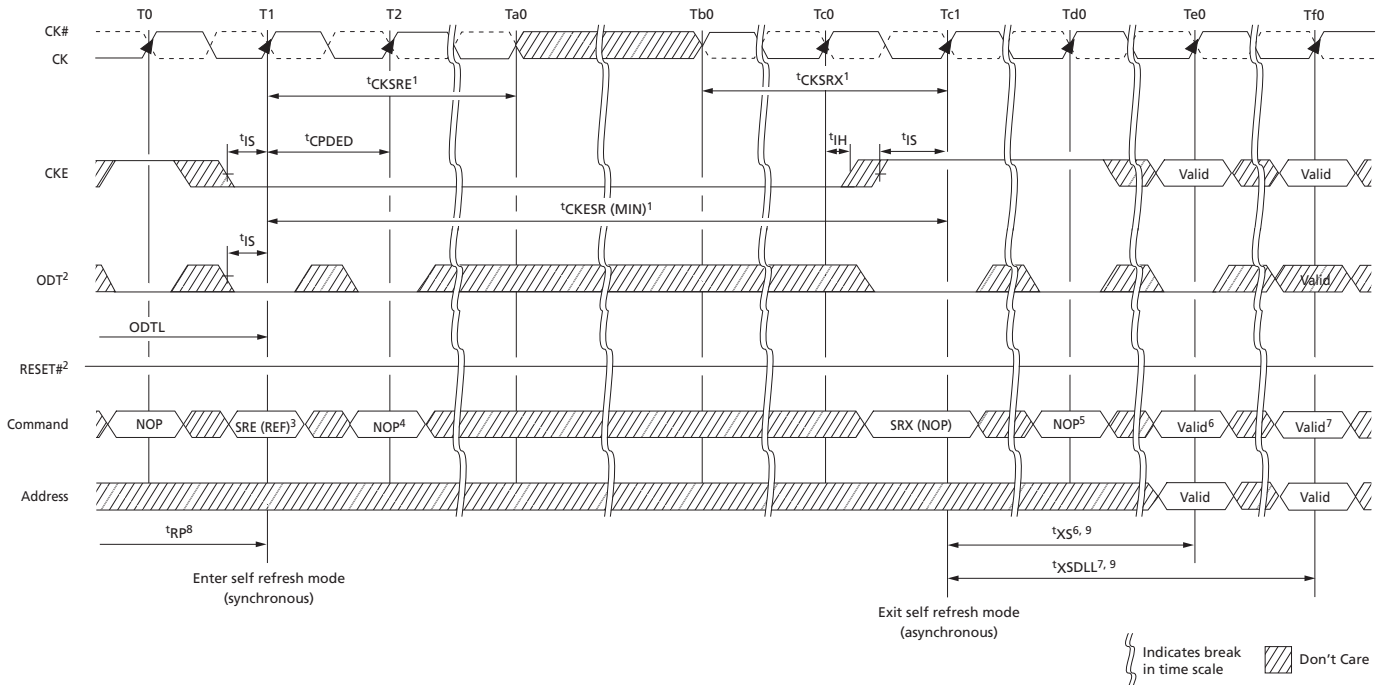 T0 T1 T2 Ta0 Tb0 Tc0 Tc1 Td0 Te0 Tf0
CK#
CK
tCKSRE1 tCKSRX1
tIS tCPDED tIH tIS
CKE Valid Valid
tCKESR (MIN)1
tIS
ODT2 Valid
ODTL
RESET#2
Command NOP SRE (REF)3 NOP4 SRX (NOP) NOP5 Valid6 Valid7
Address Valid Valid
tRP8 tXS6, 9
Enter self refresh mode
(synchronous)
tXSDLL7, 9
Exit self refresh mode
(asynchronous)
Indicates break
in time scale
Don't Care